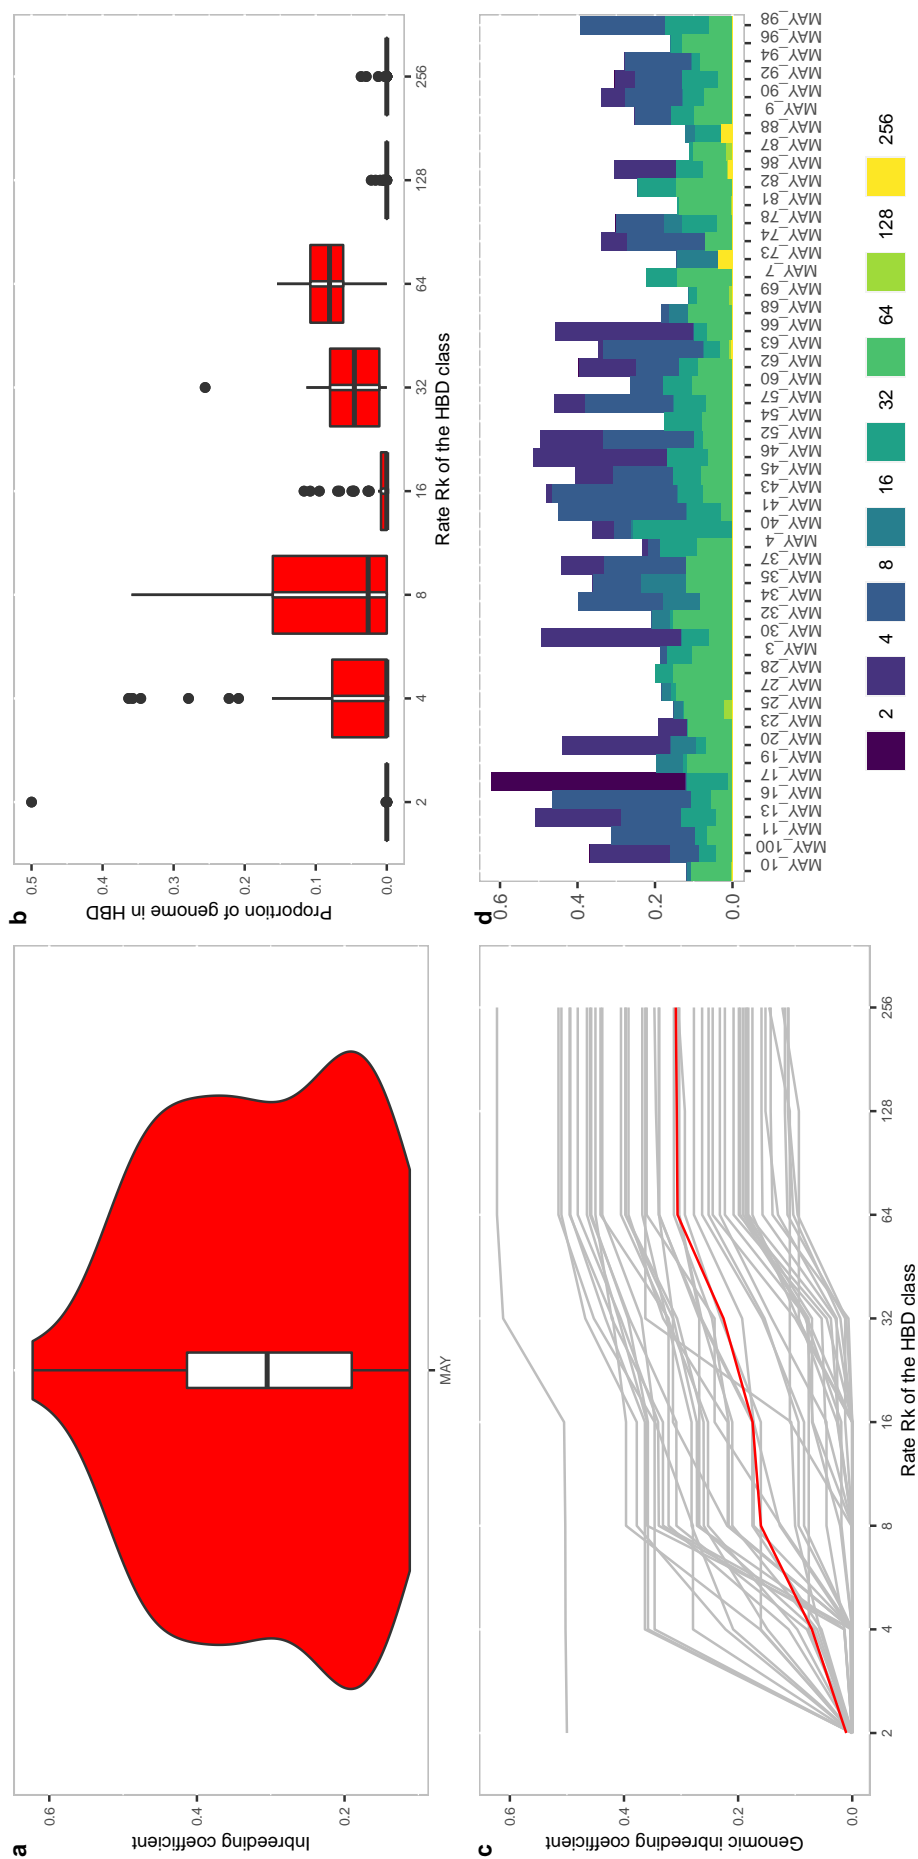 a
Inbreeding coefficient
0.6
0.4
0.2
MAY
b
Proportion of genome in HBD
0.5
0.4
0.3
0.2
0.1
0.0
2
4
8
16
32
64
128
256
Rate Rk of the HBD class
c
Genomic inbreeding coefficient
0.6
0.4
0.2
0.0
2
4
8
16
32
64
128
256
Rate Rk of the HBD class
d
0.6
0.4
0.2
0.0
MAY_10
MAY_100
MAY_11
MAY_13
MAY_16
MAY_17
MAY_19
MAY_20
MAY_23
MAY_25
MAY_27
MAY_28
MAY_3
MAY_30
MAY_32
MAY_34
MAY_35
MAY_37
MAY_4
MAY_40
MAY_41
MAY_43
MAY_45
MAY_46
MAY_52
MAY_54
MAY_57
MAY_60
MAY_62
MAY_63
MAY_66
MAY_68
MAY_69
MAY_7
MAY_73
MAY_74
MAY_78
MAY_81
MAY_82
MAY_86
MAY_87
MAY_88
MAY_9
MAY_90
MAY_92
MAY_94
MAY_96
MAY_98
2
4
8
16
32
64
128
256